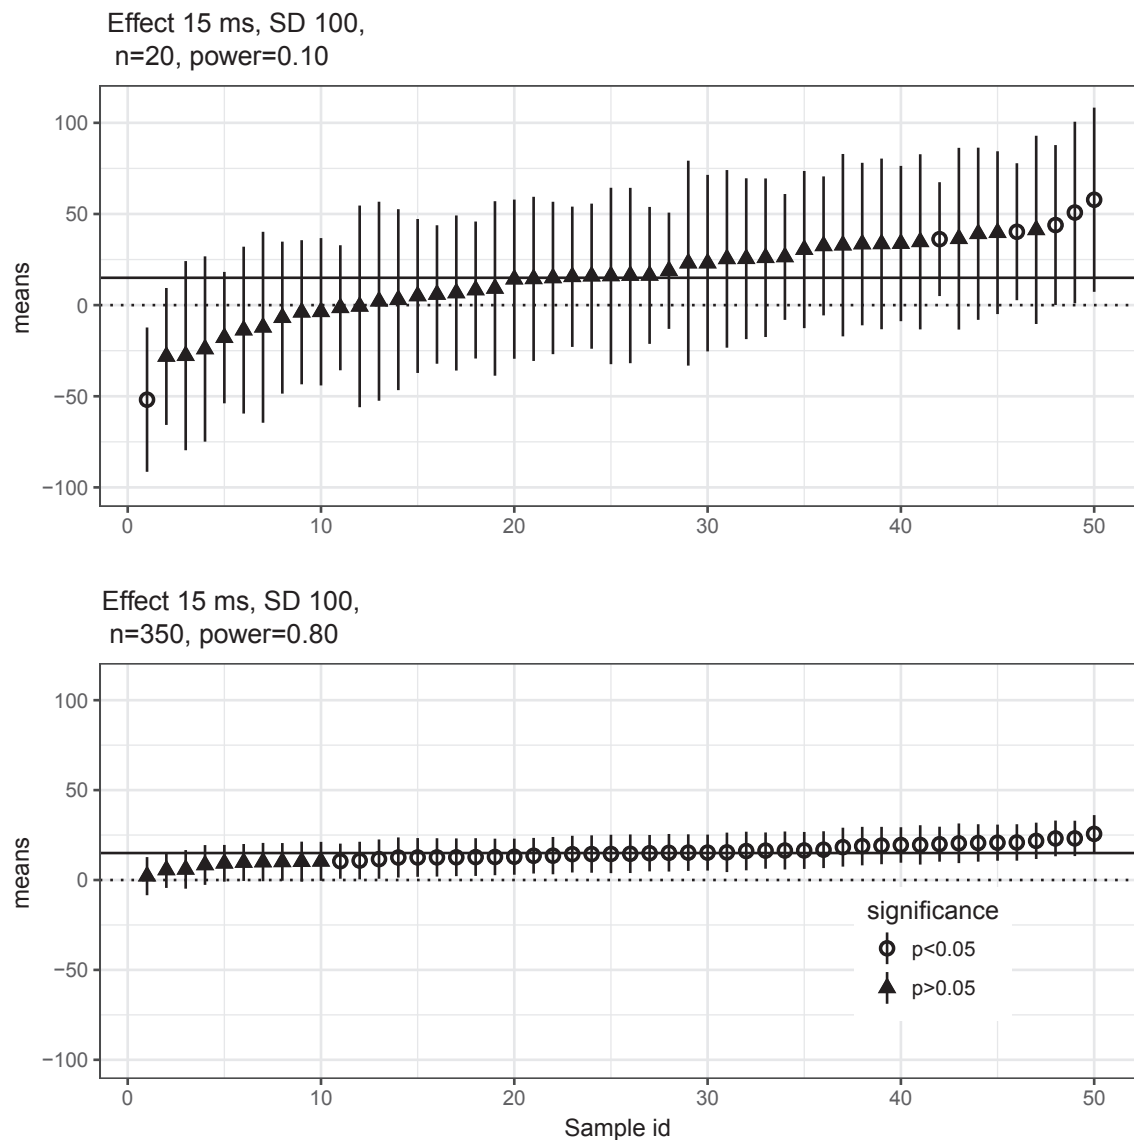 Effect 15 ms, SD 100,
n=20, power=0.10
100
50
0
−50
−100
means
0 10 20 30 40 50
Effect 15 ms, SD 100,
n=350, power=0.80
100
50
0
−50
−100
means
significance
p<0.05
p>0.05
0 10 20 30 40 50
Sample id